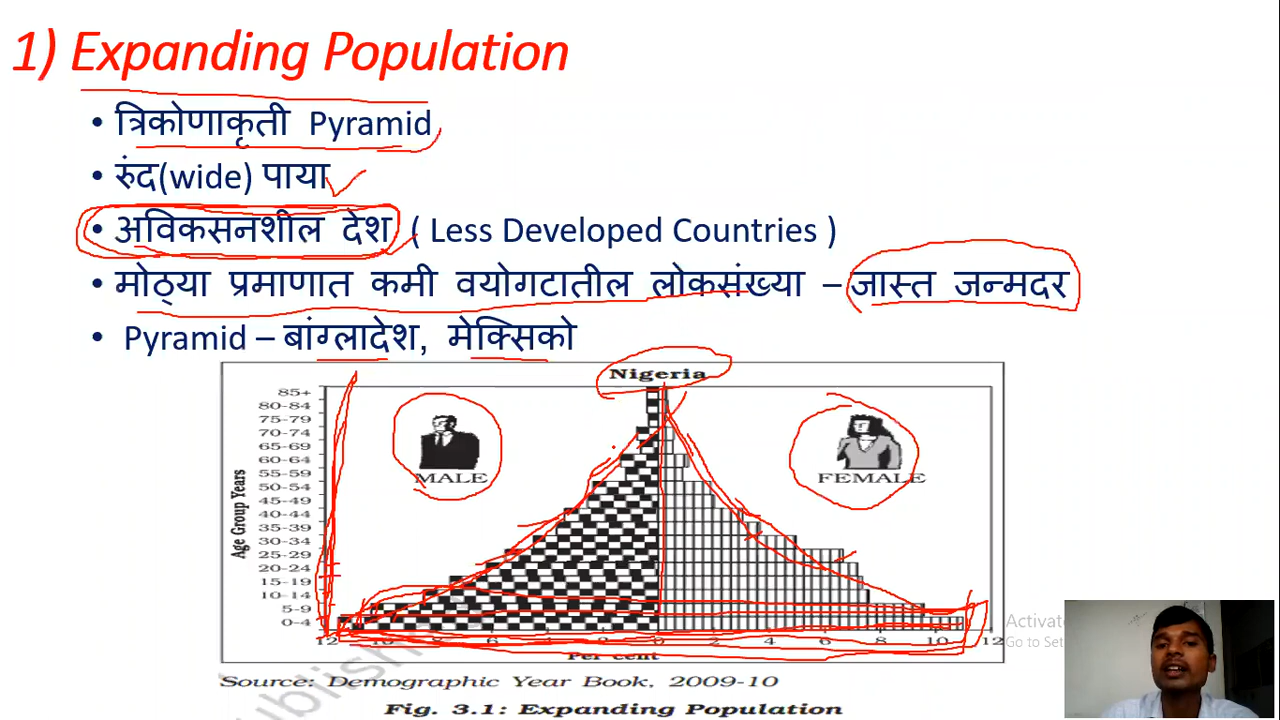 1) Expanding Population
• त्रिकोणाकृती Pyramid
• रुंद(wide) पाया
• अविकसनशील देश ( Less Developed Countries )
• मोठ्या प्रमाणात कमी वयोगटातील लोकसंख्या – जास्त जन्मदर
• Pyramid – बांग्लादेश, मेक्सिको
Nigeria
85+
80-84
75-79
70-74
65-69
60-64
55-59
50-54
45-49
40-44
35-39
30-34
25-29
20-24
15-19
10-14
5-9
0-4
Age Group Years
MALE
FEMALE
12 10 6 4 2 0 2 4 6 8 10 12
Per cent
Source: Demographic Year Book, 2009-10
Fig. 3.1: Expanding Population
Activate
Go to Set